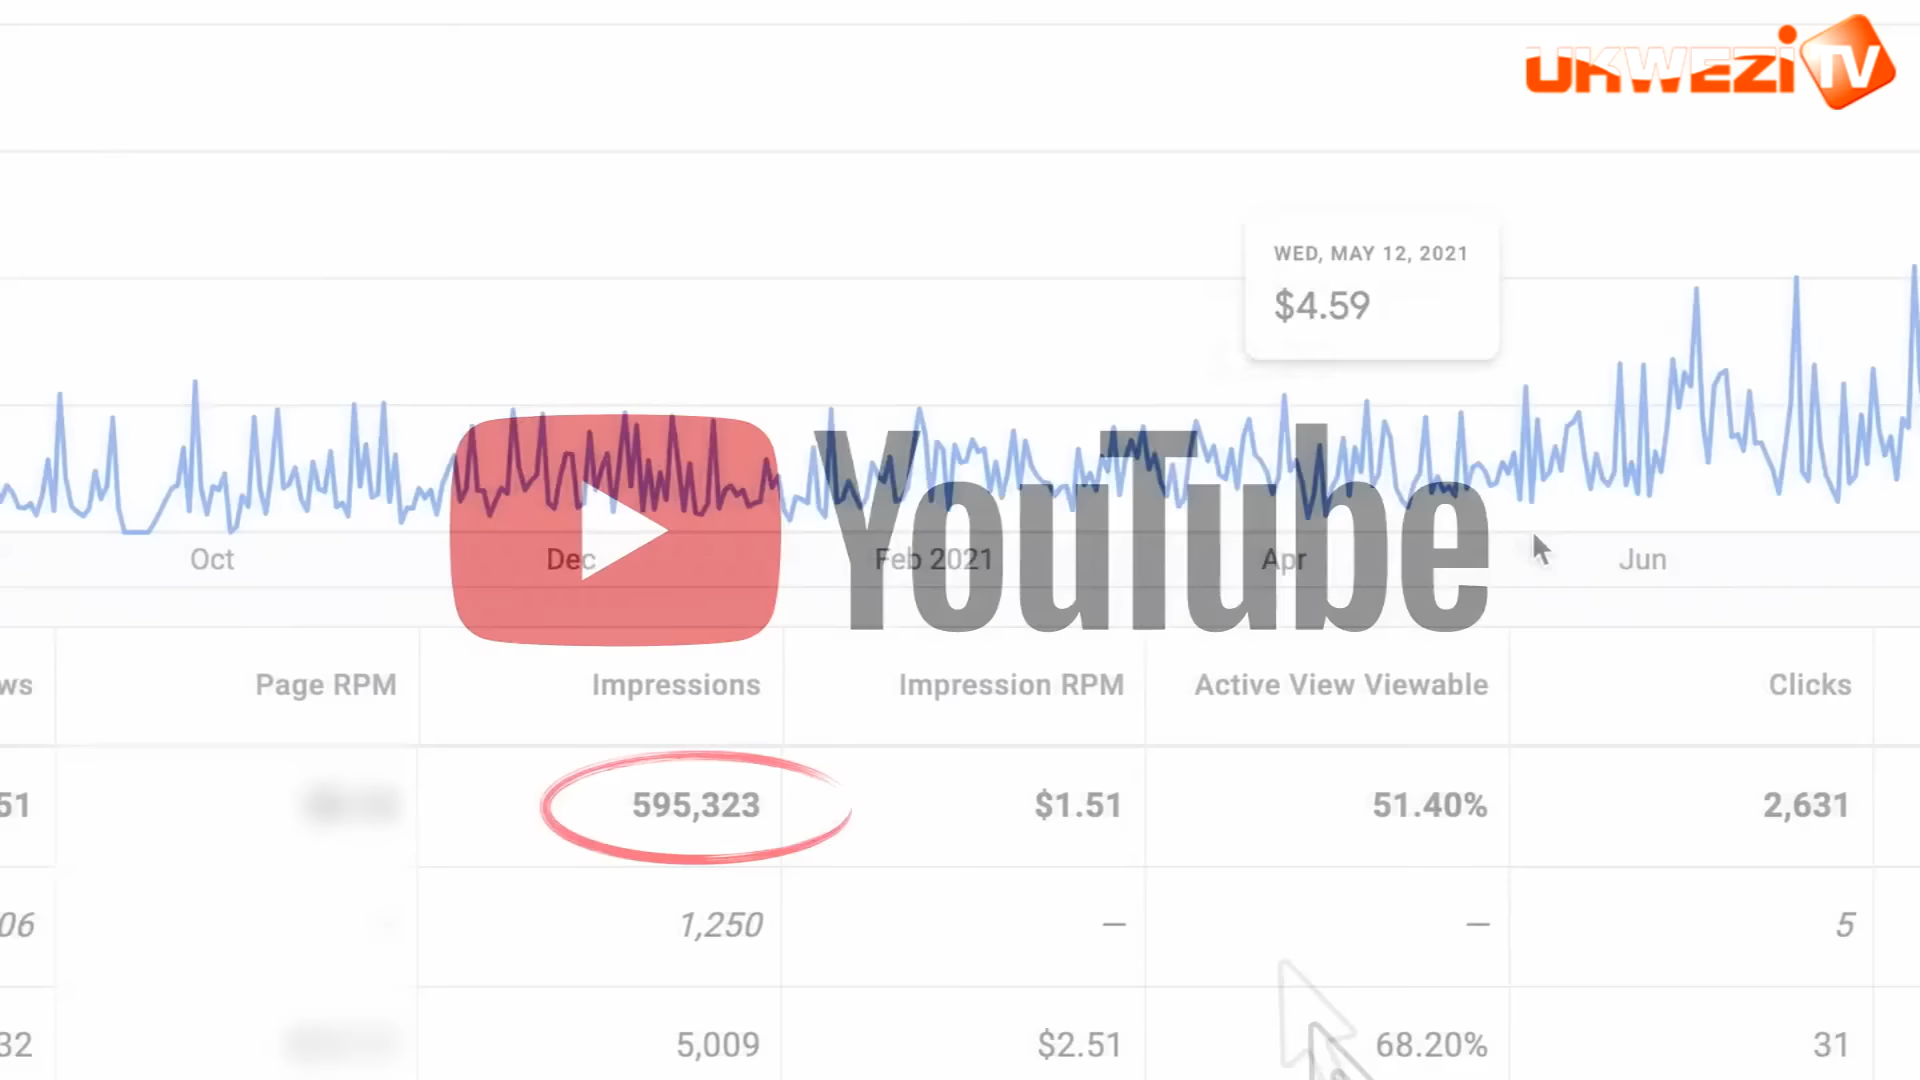 UKWEZI TV
WED, MAY 12, 2021
$4.59
YouTube
Oct Dec Feb 2021 Apr Jun
ws Page RPM Impressions Impression RPM Active View Viewable Clicks
51 595,323 $1.51 51.40% 2,631
06 1,250 — — 5
32 5,009 $2.51 68.20% 31